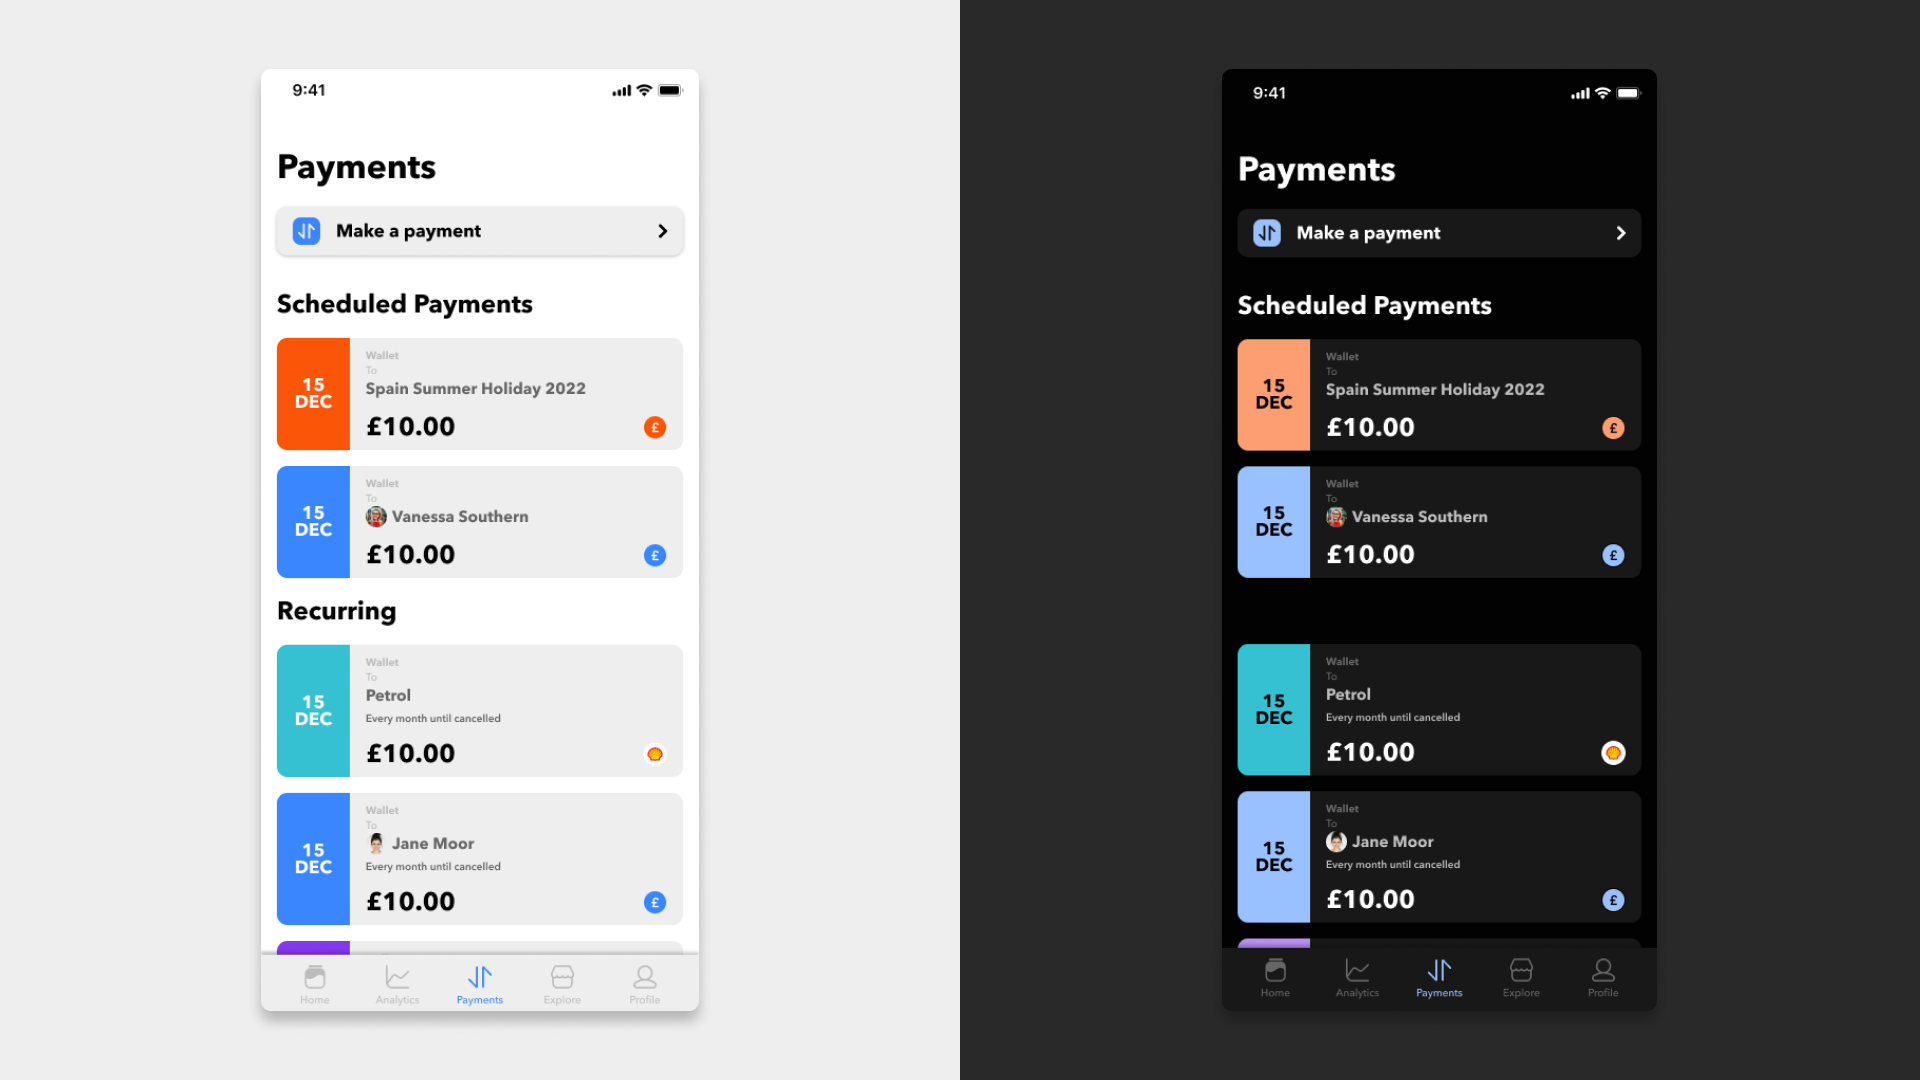 9:41
Payments
Make a payment
Scheduled Payments
15
DEC
Wallet
To
Spain Summer Holiday 2022
£10.00
£
15
DEC
Wallet
To
Vanessa Southern
£10.00
£
Recurring
15
DEC
Wallet
To
Petrol
Every month until cancelled
£10.00
15
DEC
Wallet
To
Jane Moor
Every month until cancelled
£10.00
£
Home
Analytics
Payments
Explore
Profile
9:41
Payments
Make a payment
Scheduled Payments
15
DEC
Wallet
To
Spain Summer Holiday 2022
£10.00
£
15
DEC
Wallet
To
Vanessa Southern
£10.00
£
15
DEC
Wallet
To
Petrol
Every month until cancelled
£10.00
15
DEC
Wallet
To
Jane Moor
Every month until cancelled
£10.00
£
Home
Analytics
Payments
Explore
Profile